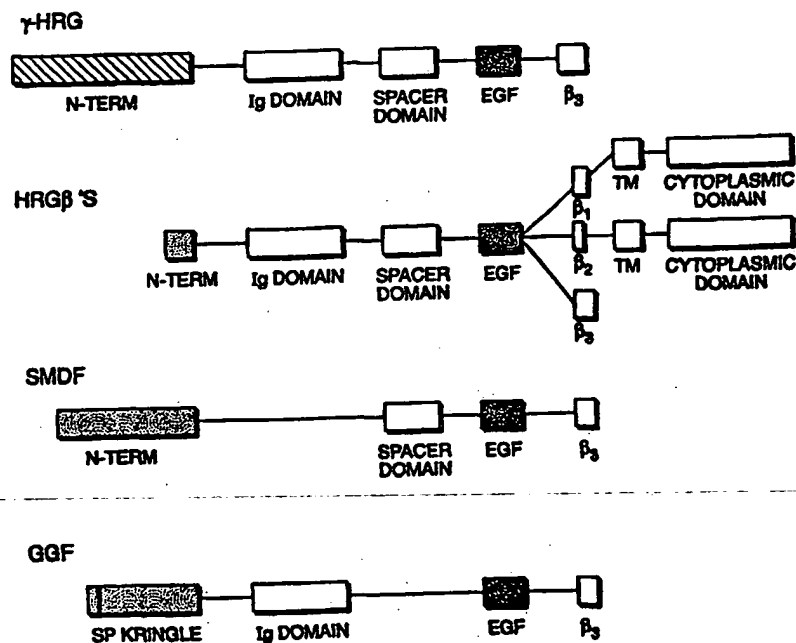 γ-HRG
N-TERM
Ig DOMAIN
SPACER
DOMAIN
EGF
β3
HRGβ'S
N-TERM
Ig DOMAIN
SPACER
DOMAIN
EGF
β1
TM
CYTOPLASMIC
DOMAIN
β2
TM
CYTOPLASMIC
DOMAIN
β3
SMDF
N-TERM
SPACER
DOMAIN
EGF
β3
GGF
SP KRINGLE
Ig DOMAIN
EGF
β3